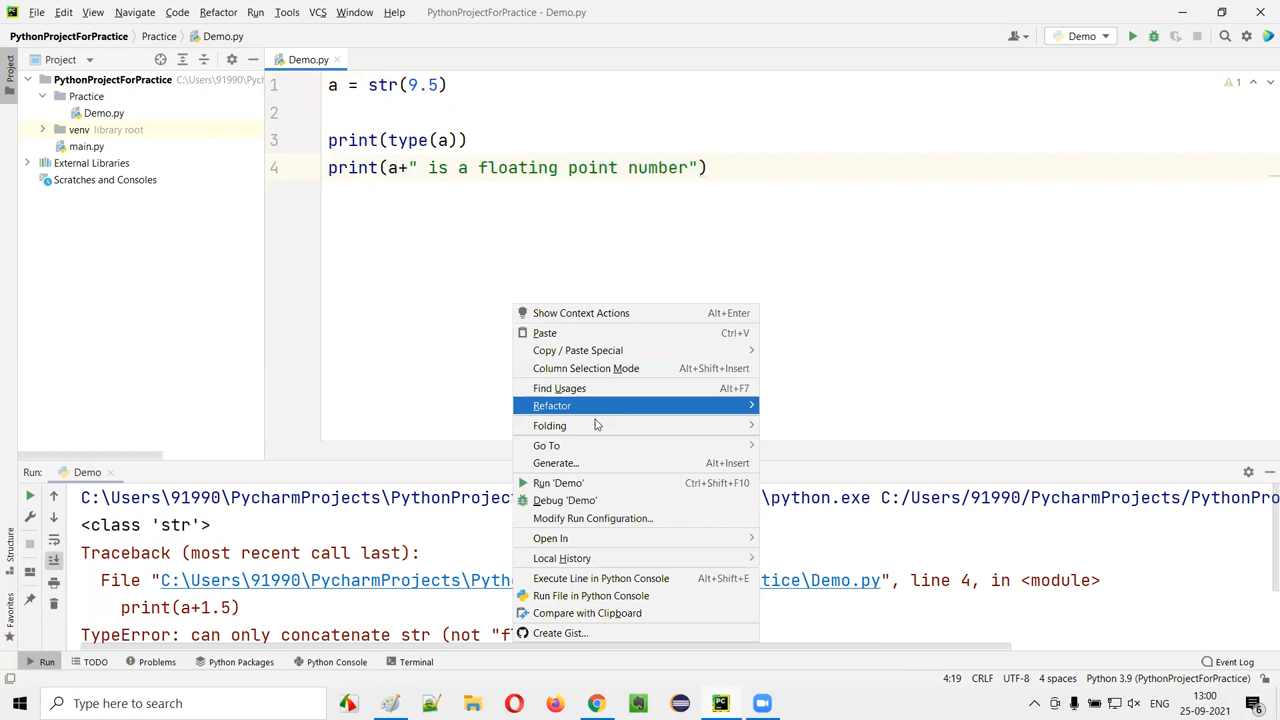 File Edit View Navigate Code Refactor Run Tools VCS Window Help PythonProjectForPractice - Demo.py
PythonProjectForPractice Practice Demo.py Demo
Project Demo.py
Project
PythonProjectForPractice C:\Users\91990\Pych
Practice
Demo.py
venv library root
main.py
External Libraries
Scratches and Consoles
1 a = str(9.5)
1
2
3 print(type(a))
4 print(a+" is a floating point number")
Show Context Actions Alt+Enter
Paste Ctrl+V
Copy / Paste Special
Column Selection Mode Alt+Shift+Insert
Find Usages Alt+F7
Refactor
Folding
Go To
Generate... Alt+Insert
Run 'Demo' Ctrl+Shift+F10
Debug 'Demo'
Modify Run Configuration...
Open In
Local History
Execute Line in Python Console Alt+Shift+E
Run File in Python Console
Compare with Clipboard
Create Gist...
Run: Demo
C:\Users\91990\PycharmProjects\PythonProjec \python.exe C:/Users/91990/PycharmProjects/PythonPro
<class 'str'>
Traceback (most recent call last):
File "C:\Users\91990\PycharmProjects\Pyth tice\Demo.py", line 4, in <module>
print(a+1.5)
TypeError: can only concatenate str (not "f
Structure
Favorites
Run TODO Problems Python Packages Python Console Terminal Event Log
4:19 CRLF UTF-8 4 spaces Python 3.9 (PythonProjectForPractice)
Type here to search
ENG
13:00
25-09-2021
6